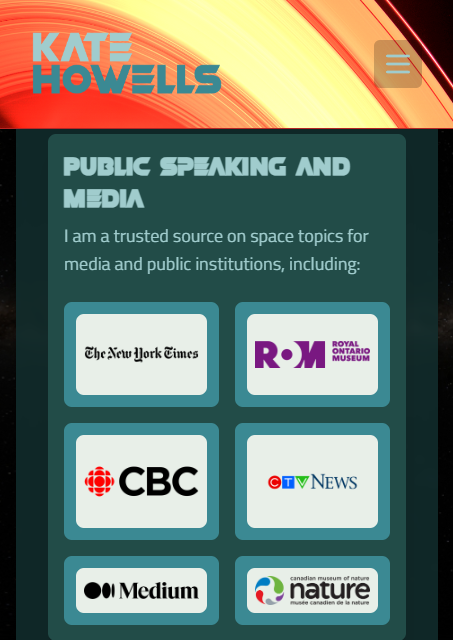 KATE
HOWELLS
PUBLIC SPEAKING AND
MEDIA
I am a trusted source on space topics for
media and public institutions, including:
The New York Times
ROM ROYAL
ONTARIO
MUSEUM
CBC
CTV NEWS
Medium
canadian museum of nature
nature
musée canadien de la nature